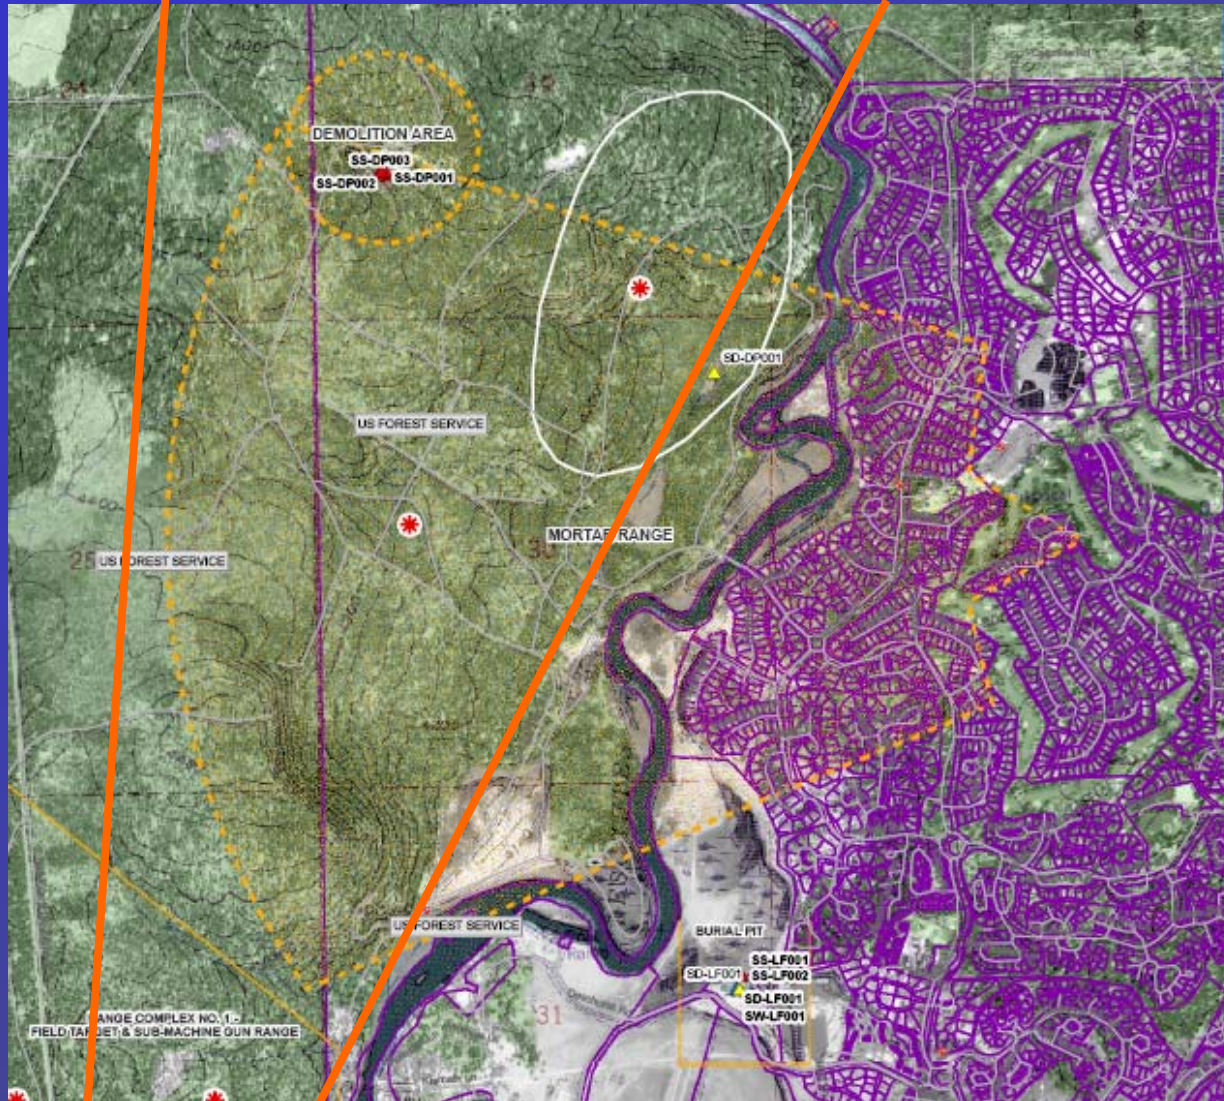 DEMOLITION AREA
SS-DP003
SS-DP002
SS-DP001
SD-DP001
US FOREST SERVICE
MORTAR RANGE
25
US FOREST SERVICE
4400
US FOREST SERVICE
BURIAL PIT
SS-LF001
SD-LF001
SS-LF002
SD-LF001
SW-LF001
31
RANGE COMPLEX NO. 1 -
FIELD TARGET & SUB-MACHINE GUN RANGE